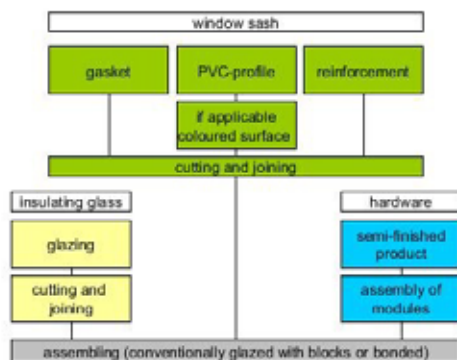 window sash
gasket
PVC-profile
reinforcement
if applicable
coloured surface
cutting and joining
insulating glass
hardware
glazing
semi-finished
product
cutting and
joining
assembly of
modules
assembling (conventionally glazed with blocks or bonded)